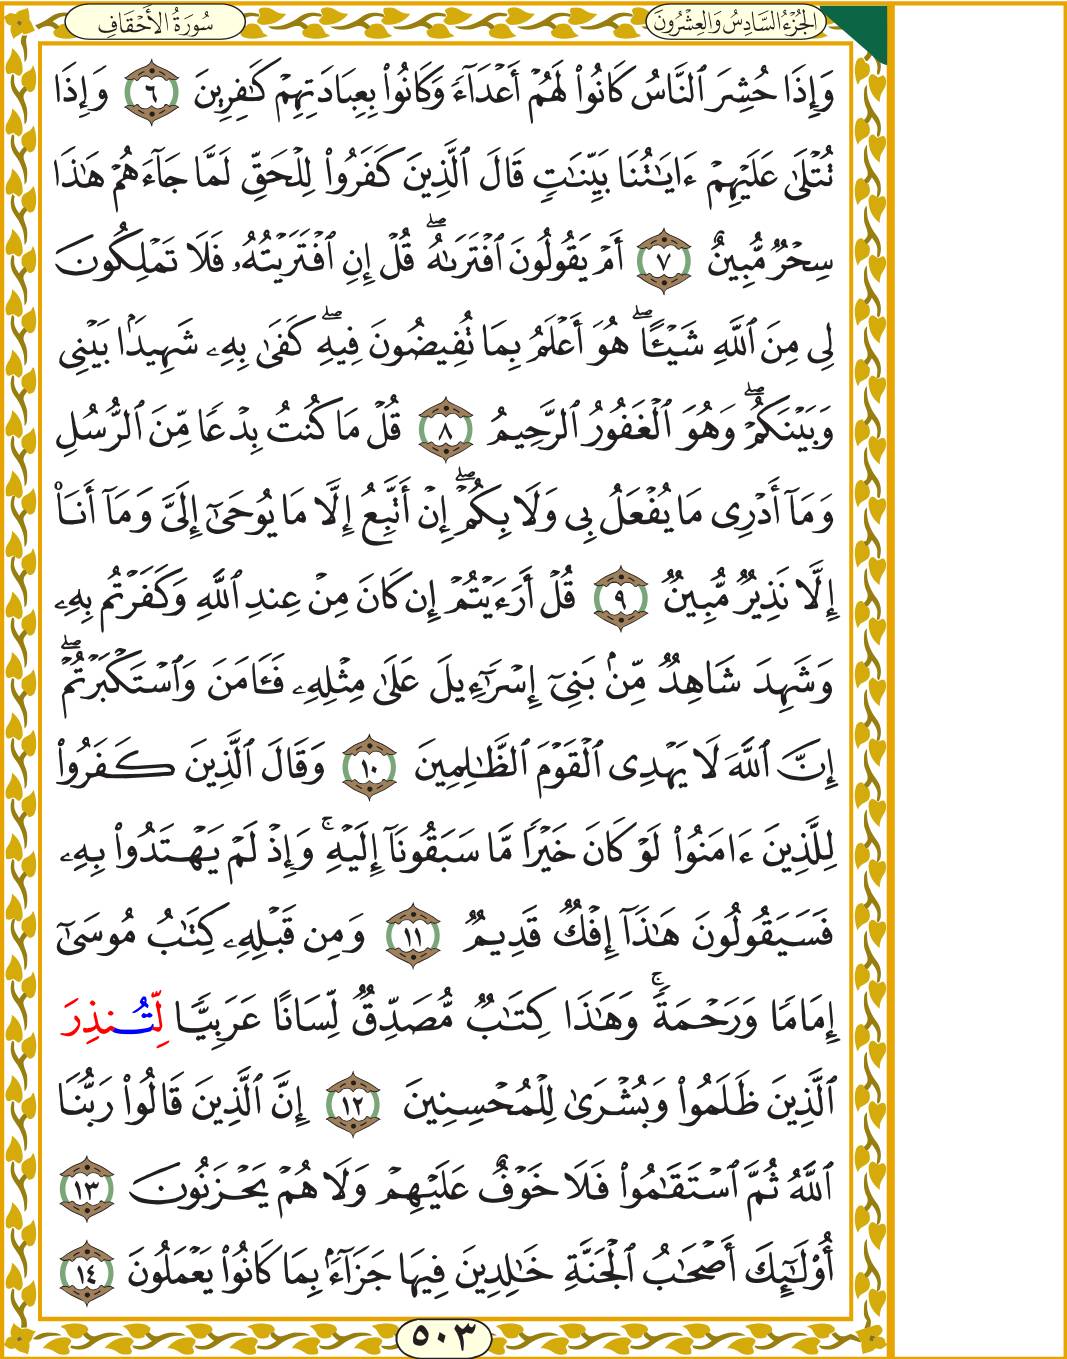 الجُزْءُ السَّادِسُ وَالعِشْرُونَ
سُورَةُ الأَحْقَافِ
وَإِذَا حُشِرَ ٱلنَّاسُ كَانُوا۟ لَهُمْ أَعْدَآءً وَكَانُوا۟ بِعِبَادَتِهِمْ كَٰفِرِينَ ٦ وَإِذَا
تُتْلَىٰ عَلَيْهِمْ ءَايَٰتُنَا بَيِّنَٰتٍ قَالَ ٱلَّذِينَ كَفَرُوا۟ لِلْحَقِّ لَمَّا جَآءَهُمْ هَٰذَا
سِحْرٌ مُّبِينٌ ٧ أَمْ يَقُولُونَ ٱفْتَرَىٰهُ ۖ قُلْ إِنِ ٱفْتَرَيْتُهُۥ فَلَا تَمْلِكُونَ
لِى مِنَ ٱللَّهِ شَيْـًٔا ۖ هُوَ أَعْلَمُ بِمَا تُفِيضُونَ فِيهِ ۖ كَفَىٰ بِهِۦ شَهِيدًۢا بَيْنِى
وَبَيْنَكُمْ ۖ وَهُوَ ٱلْغَفُورُ ٱلرَّحِيمُ ٨ قُلْ مَا كُنتُ بِدْعًا مِّنَ ٱلرُّسُلِ
وَمَآ أَدْرِى مَا يُفْعَلُ بِى وَلَا بِكُمْ ۖ إِنْ أَتَّبِعُ إِلَّا مَا يُوحَىٰٓ إِلَىَّ وَمَآ أَنَا۠
إِلَّا نَذِيرٌ مُّبِينٌ ٩ قُلْ أَرَءَيْتُمْ إِن كَانَ مِنْ عِندِ ٱللَّهِ وَكَفَرْتُم بِهِۦ
وَشَهِدَ شَاهِدٌ مِّنۢ بَنِىٓ إِسْرَٰٓءِيلَ عَلَىٰ مِثْلِهِۦ فَـَٔامَنَ وَٱسْتَكْبَرْتُمْ ۖ
إِنَّ ٱللَّهَ لَا يَهْدِى ٱلْقَوْمَ ٱلظَّٰلِمِينَ ١٠ وَقَالَ ٱلَّذِينَ كَفَرُوا۟
لِلَّذِينَ ءَامَنُوا۟ لَوْ كَانَ خَيْرًا مَّا سَبَقُونَآ إِلَيْهِ ۚ وَإِذْ لَمْ يَهْتَدُوا۟ بِهِۦ
فَسَيَقُولُونَ هَٰذَآ إِفْكٌ قَدِيمٌ ١١ وَمِن قَبْلِهِۦ كِتَٰبُ مُوسَىٰٓ
إِمَامًا وَرَحْمَةً ۚ وَهَٰذَا كِتَٰبٌ مُّصَدِّقٌ لِّسَانًا عَرَبِيًّا لِّتُنذِرَ
ٱلَّذِينَ ظَلَمُوا۟ وَبُشْرَىٰ لِلْمُحْسِنِينَ ١٢ إِنَّ ٱلَّذِينَ قَالُوا۟ رَبُّنَا
ٱللَّهُ ثُمَّ ٱسْتَقَٰمُوا۟ فَلَا خَوْفٌ عَلَيْهِمْ وَلَا هُمْ يَحْزَنُونَ ١٣
أُو۟لَٰٓئِكَ أَصْحَٰبُ ٱلْجَنَّةِ خَٰلِدِينَ فِيهَا جَزَآءًۢ بِمَا كَانُوا۟ يَعْمَلُونَ ١٤
٥٠٣